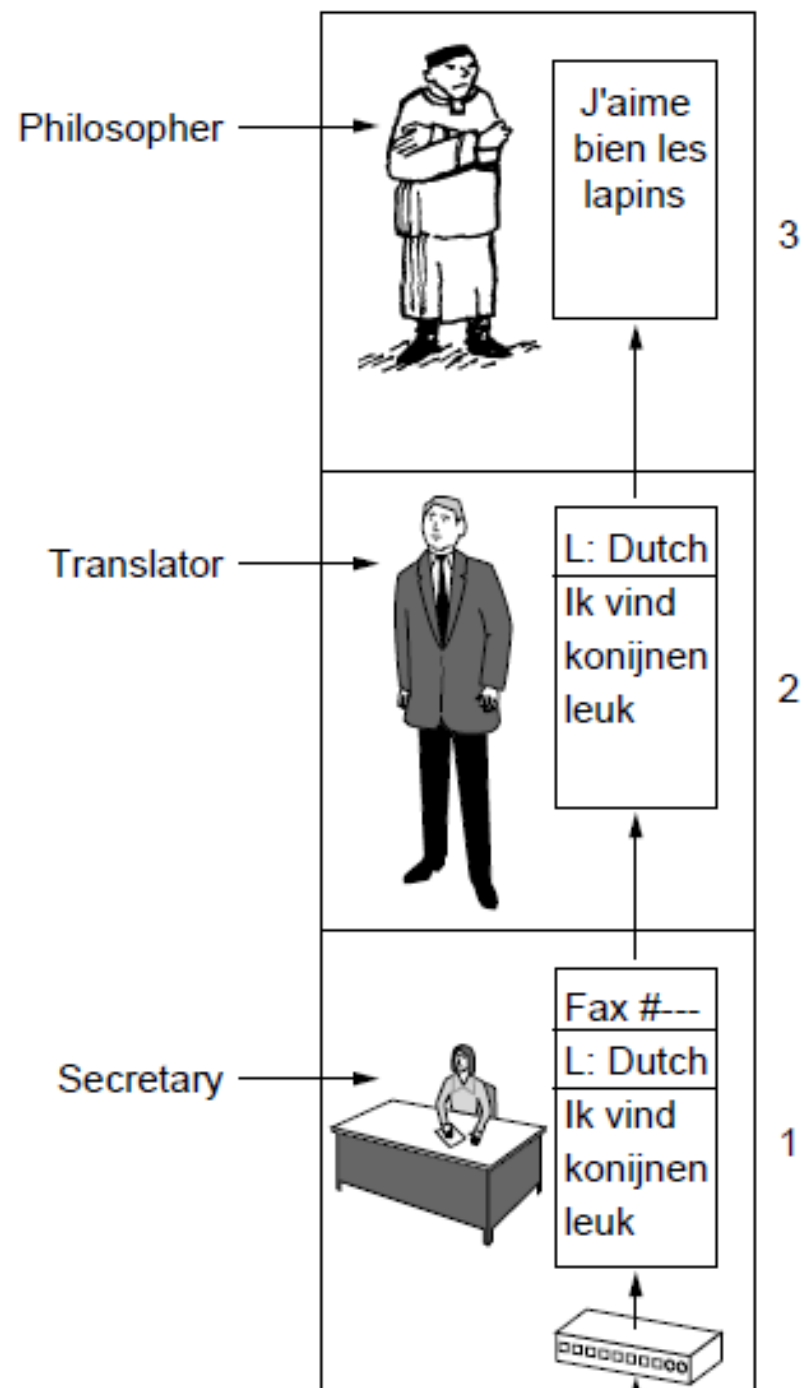 Philosopher
J'aime
bien les
lapins
3
Translator
L: Dutch
Ik vind
konijnen
leuk
2
Secretary
Fax #---
L: Dutch
Ik vind
konijnen
leuk
1